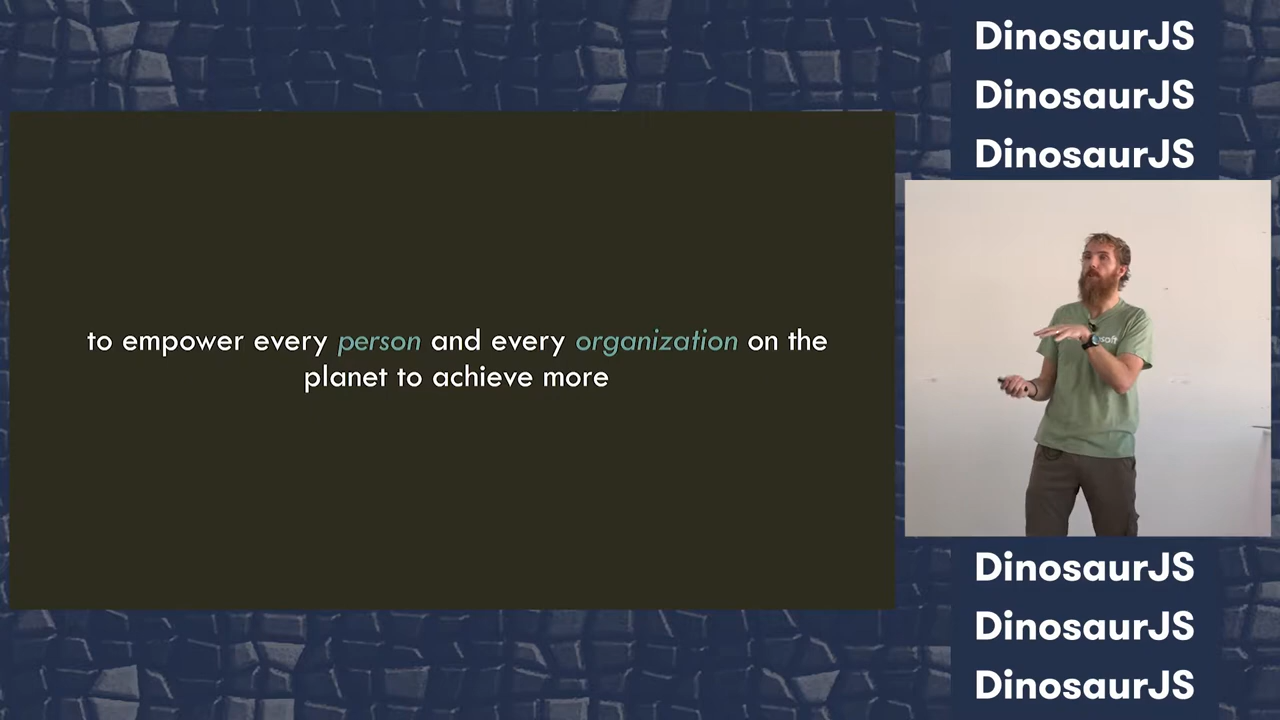 DinosaurJS
DinosaurJS
DinosaurJS
to empower every person and every organization on the
planet to achieve more
DinosaurJS
DinosaurJS
DinosaurJS